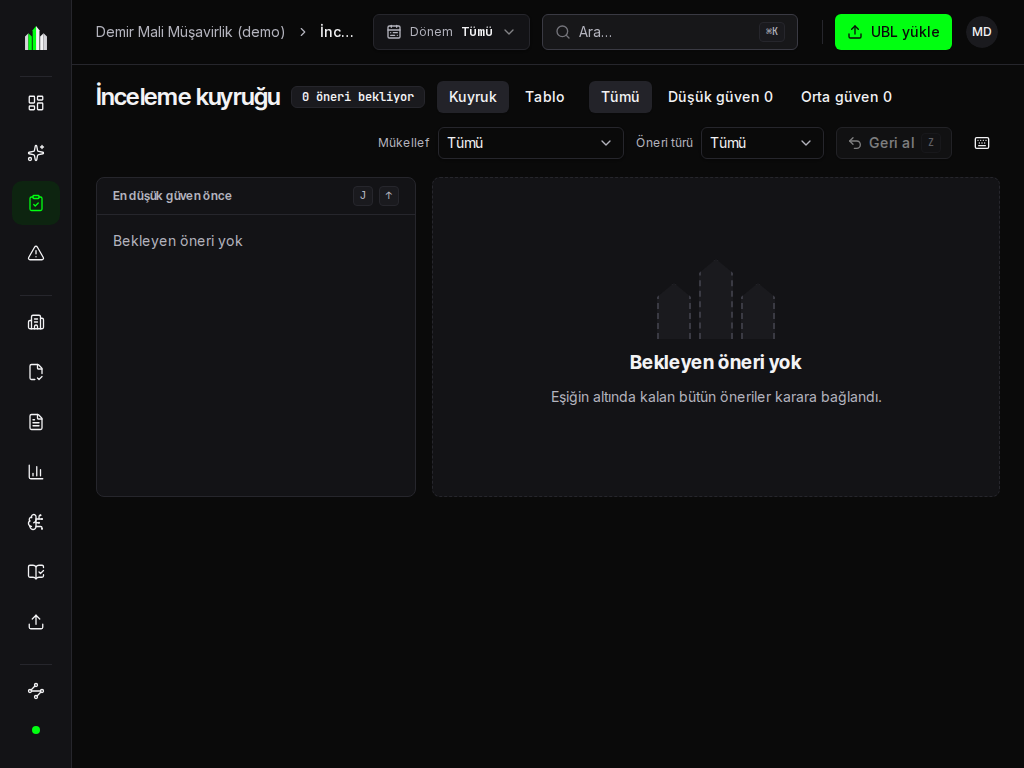 Demir Mali Müşavirlik (demo) > İnc… Dönem Tümü Ara… ⌘K UBL yükle MD
İnceleme kuyruğu 0 öneri bekliyor Kuyruk Tablo Tümü Düşük güven 0 Orta güven 0
Mükellef Tümü Öneri türü Tümü Geri al Z
En düşük güven önce J ↑
Bekleyen öneri yok
Bekleyen öneri yok
Eşiğin altında kalan bütün öneriler karara bağlandı.